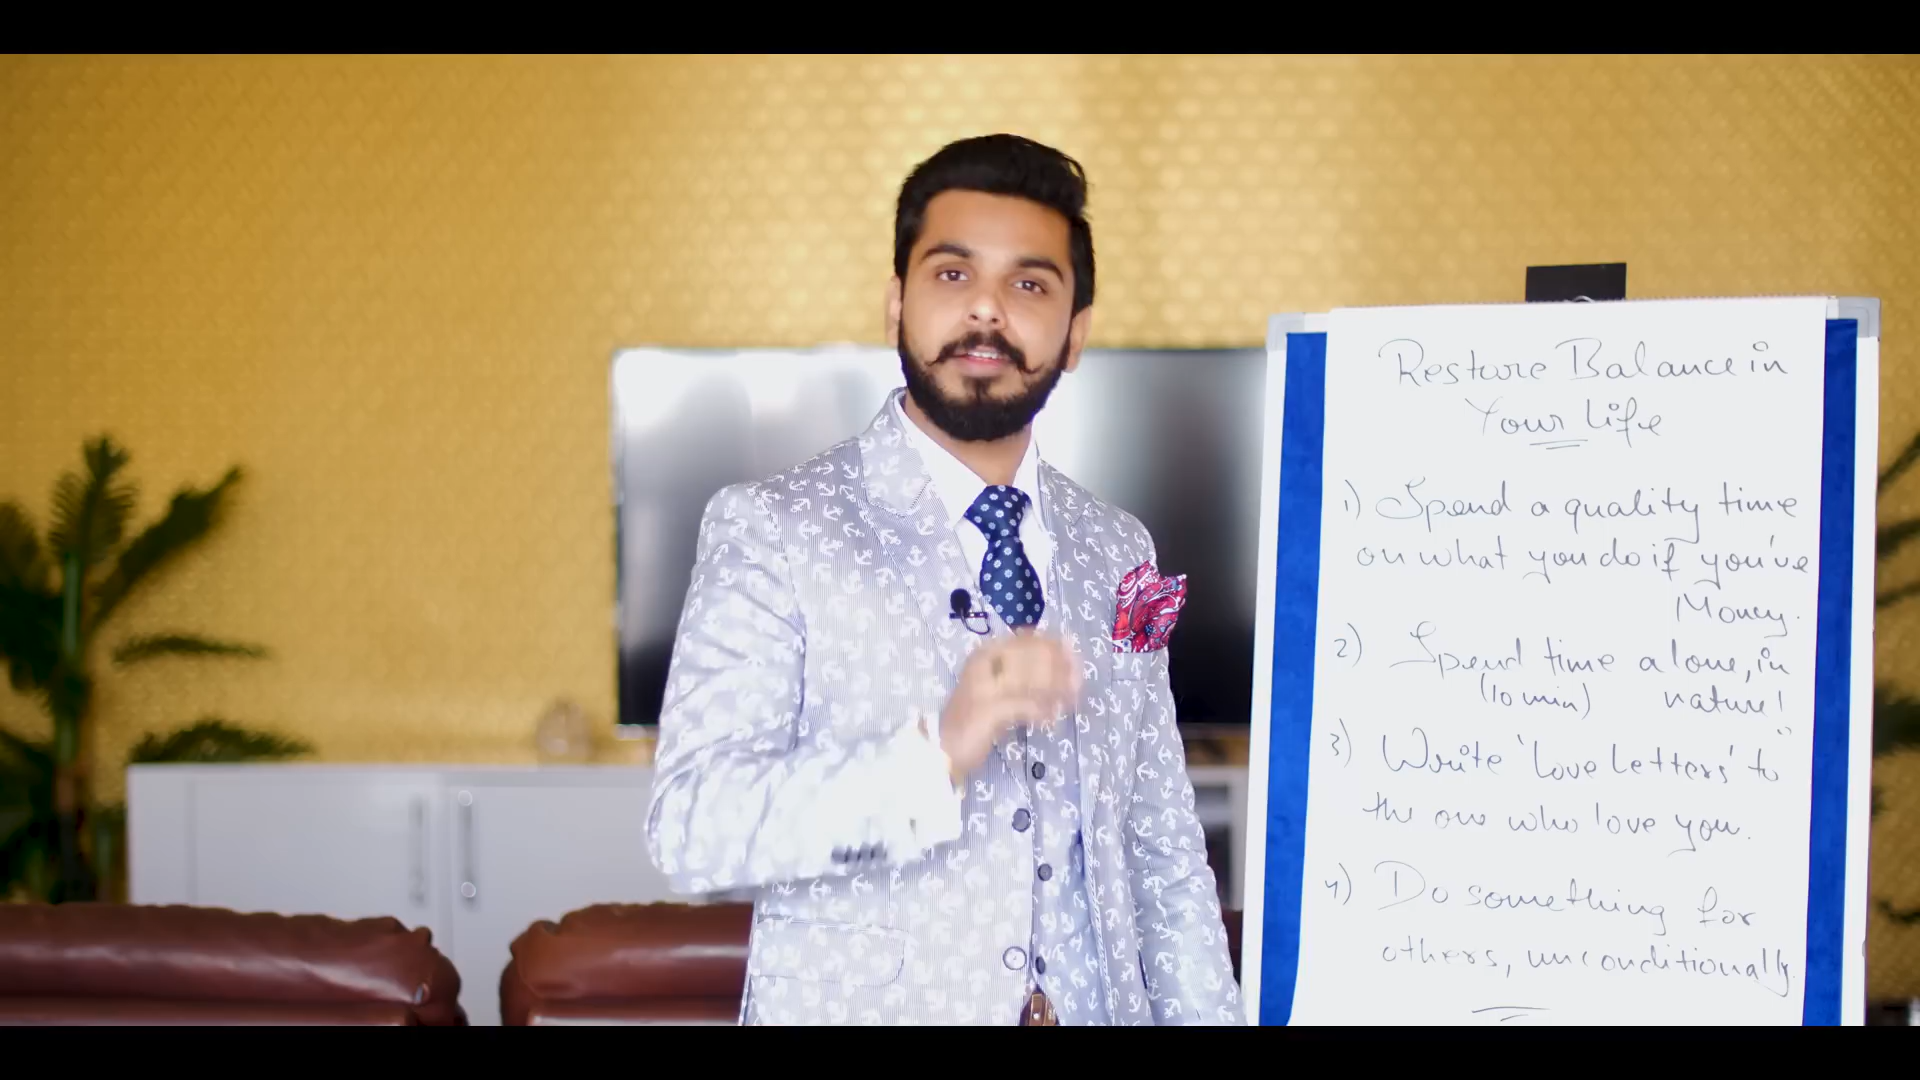 Restore Balance in
Your Life
1) Spend a quality time
on what you do if you've
Money.
2) Spend time alone, in
(10 min) nature!
3) Write 'Love Letters' to
the one who love you.
4) Do something for
others, unconditionally.